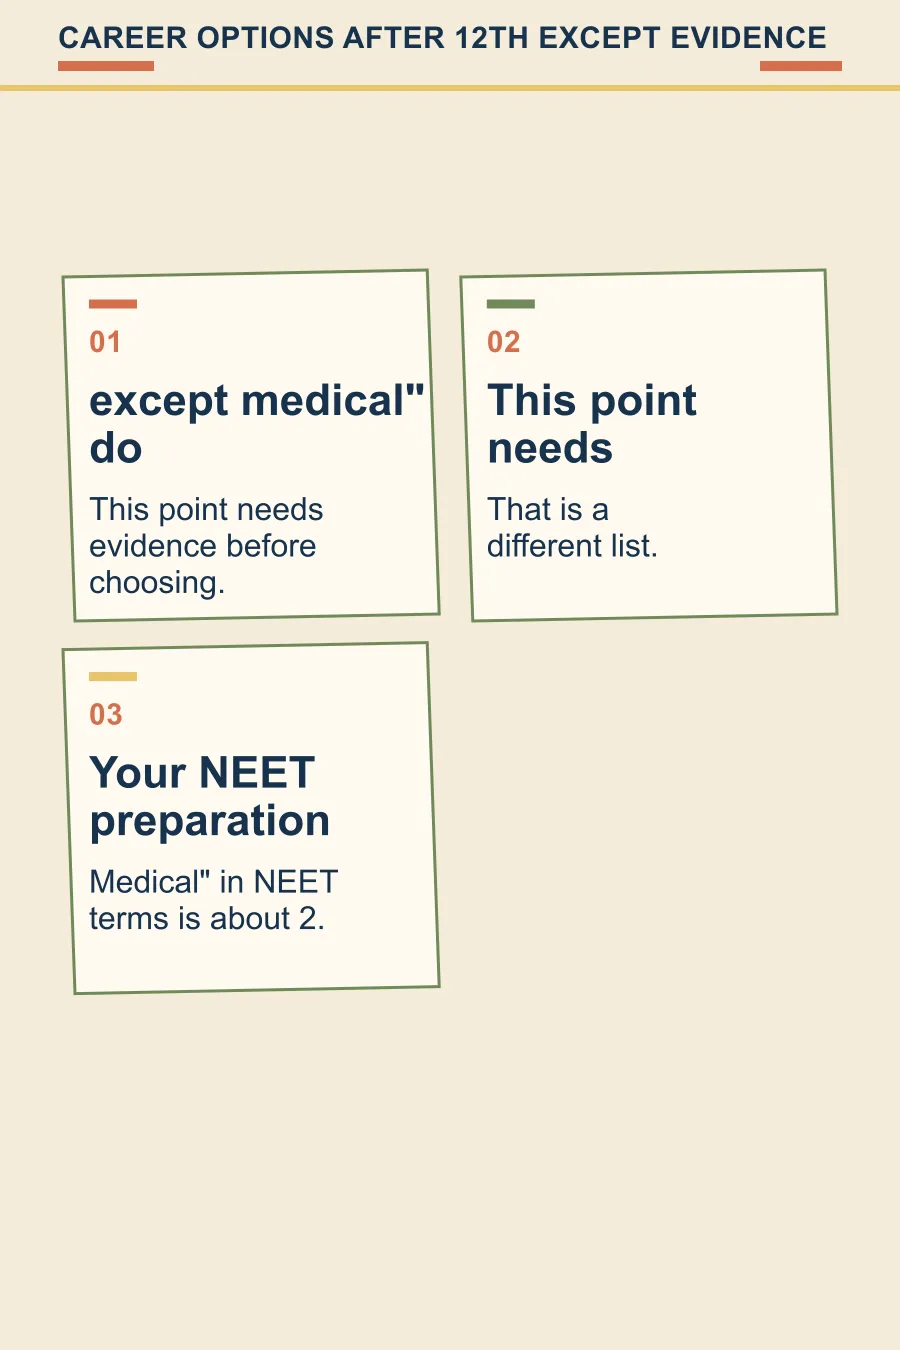 CAREER OPTIONS AFTER 12TH EXCEPT EVIDENCE
01
except medical"
do
This point needs
evidence before
choosing.
02
This point
needs
That is a
different list.
03
Your NEET
preparation
Medical" in NEET
terms is about 2.